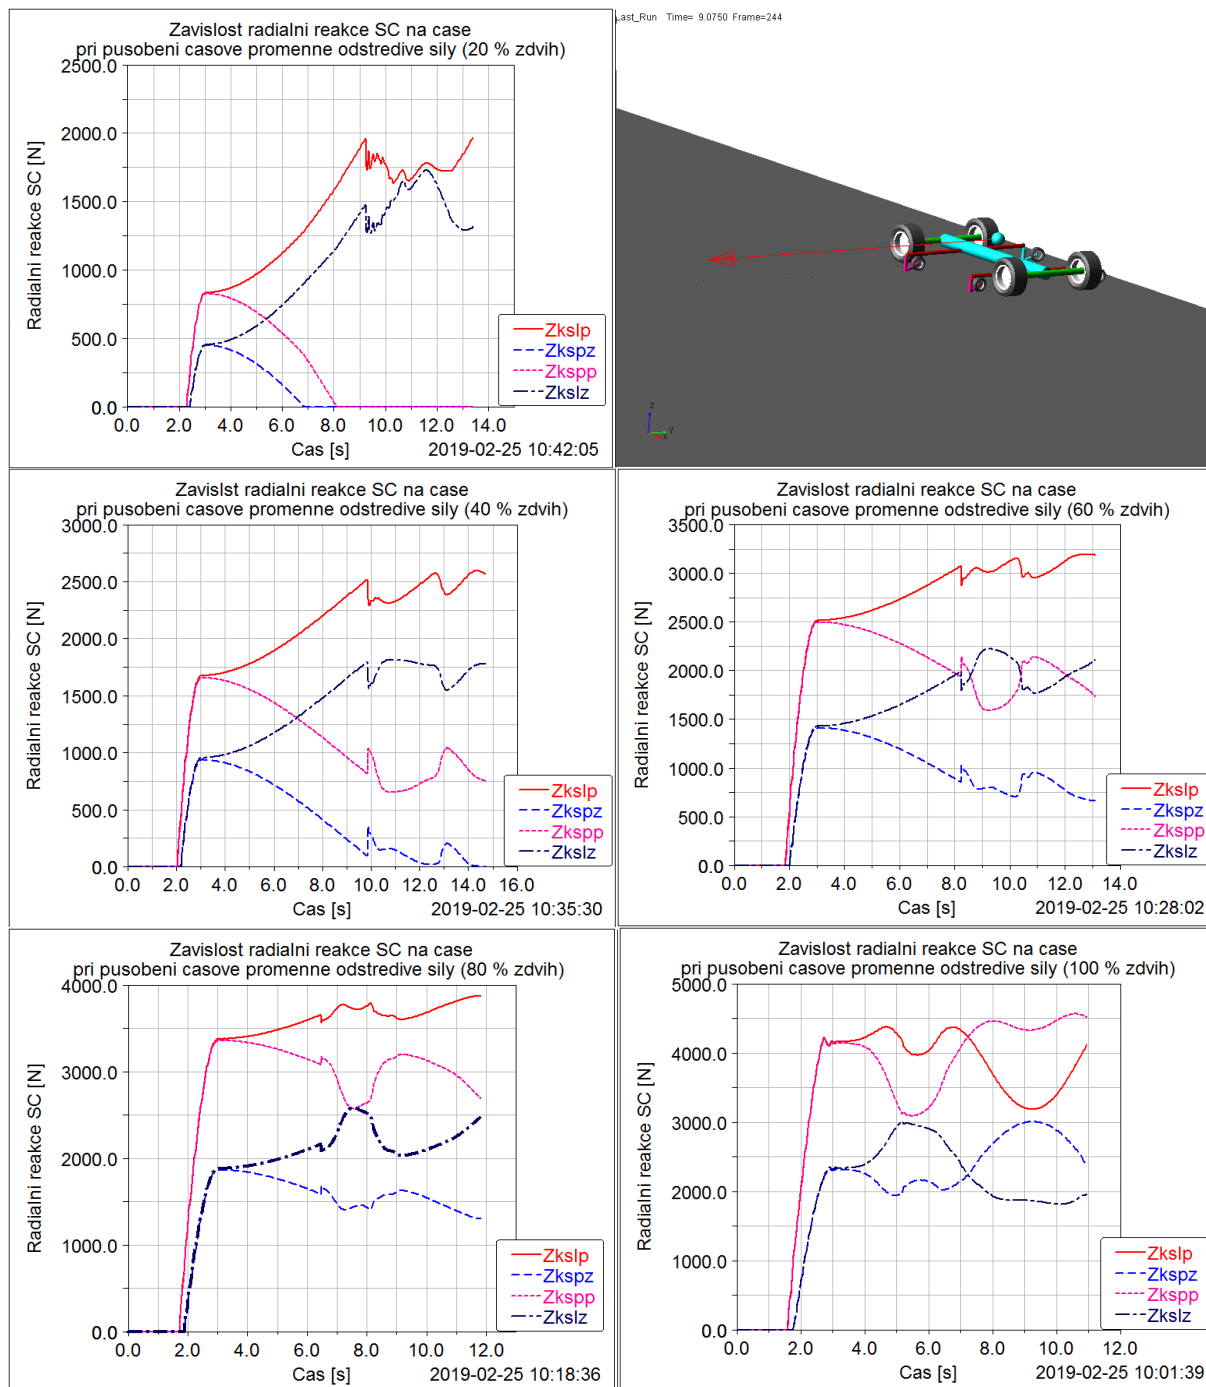 Zavislost radialni reakce SC na case
pri pusobeni casove promenne odstredive sily (20 % zdvih)
2500.0
2000.0
1500.0
1000.0
500.0
0.0
Radialni reakce SC [N]
0.0 2.0 4.0 6.0 8.0 10.0 12.0 14.0
Cas [s]
2019-02-25 10:42:05
Zkslp
Zkspz
Zkspp
Zkslz
Last_Run Time= 9.0750 Frame=244
z
y
x
Zavislst radialni reakce SC na case
pri pusobeni casove promenne odstredive sily (40 % zdvih)
3000.0
2500.0
2000.0
1500.0
1000.0
500.0
0.0
Radialni reakce SC [N]
0.0 2.0 4.0 6.0 8.0 10.0 12.0 14.0 16.0
Cas [s]
2019-02-25 10:35:30
Zkslp
Zkspz
Zkspp
Zkslz
Zavislost radialni reakce SC na case
pri pusobeni casove promenne odstredive sily (60 % zdvih)
3500.0
3000.0
2500.0
2000.0
1500.0
1000.0
500.0
0.0
Radialni reakce SC [N]
0.0 2.0 4.0 6.0 8.0 10.0 12.0 14.0
Cas [s]
2019-02-25 10:28:02
Zkslp
Zkspz
Zkspp
Zkslz
Zavislost radialni reakce SC na case
pri pusobeni casove promenne odstredive sily (80 % zdvih)
4000.0
3000.0
2000.0
1000.0
0.0
Radialni reakce SC [N]
0.0 2.0 4.0 6.0 8.0 10.0 12.0
Cas [s]
2019-02-25 10:18:36
Zkslp
Zkspz
Zkspp
Zkslz
Zavislost radialni reakce SC na case
pri pusobeni casove promenne odstredive sily (100 % zdvih)
5000.0
4000.0
3000.0
2000.0
1000.0
0.0
Radialni reakce SC [N]
0.0 2.0 4.0 6.0 8.0 10.0 12.0
Cas [s]
2019-02-25 10:01:39
Zkslp
Zkspz
Zkspp
Zkslz